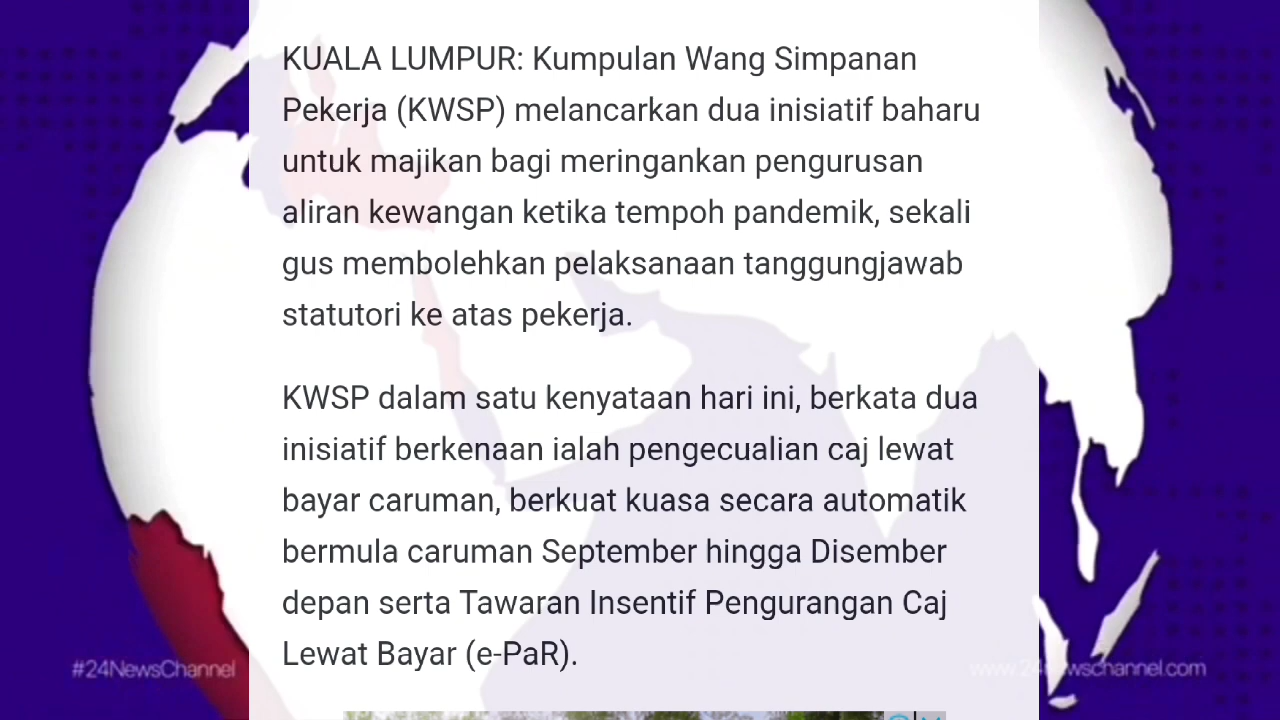 KUALA LUMPUR: Kumpulan Wang Simpanan
Pekerja (KWSP) melancarkan dua inisiatif baharu
untuk majikan bagi meringankan pengurusan
aliran kewangan ketika tempoh pandemik, sekali
gus membolehkan pelaksanaan tanggungjawab
statutori ke atas pekerja.
KWSP dalam satu kenyataan hari ini, berkata dua
inisiatif berkenaan ialah pengecualian caj lewat
bayar caruman, berkuat kuasa secara automatik
bermula caruman September hingga Disember
depan serta Tawaran Insentif Pengurangan Caj
Lewat Bayar (e-PaR).
#24NewsChannel
www.24newschannel.com